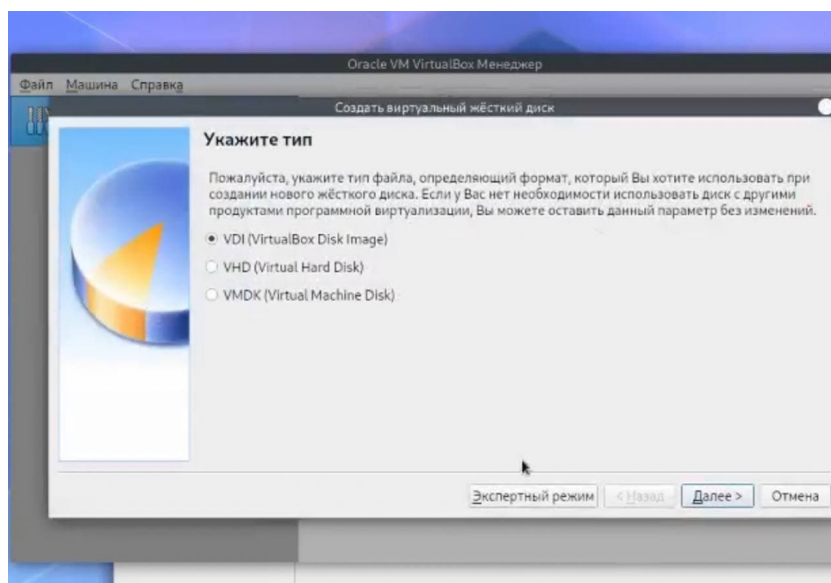 Oracle VM VirtualBox Менеджер
Файл Машина Справка
Создать виртуальный жёсткий диск
Укажите тип
Пожалуйста, укажите тип файла, определяющий формат, который Вы хотите использовать при
создании нового жёсткого диска. Если у Вас нет необходимости использовать диск с другими
продуктами программной виртуализации, Вы можете оставить данный параметр без изменений.
VDI (VirtualBox Disk Image)
VHD (Virtual Hard Disk)
VMDK (Virtual Machine Disk)
Экспертный режим < Назад Далее > Отмена